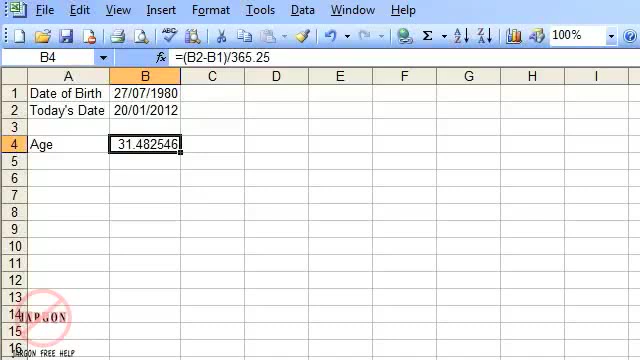 File Edit View Insert Format Tools Data Window Help
100%
B4 fx =(B2-B1)/365.25
A B C D E F G H I
1 Date of Birth 27/07/1980
2 Today's Date 20/01/2012
3
4 Age 31.482546
5
6
7
8
9
10
11
12
13
14
JARGON
15
16
JARGON FREE HELP